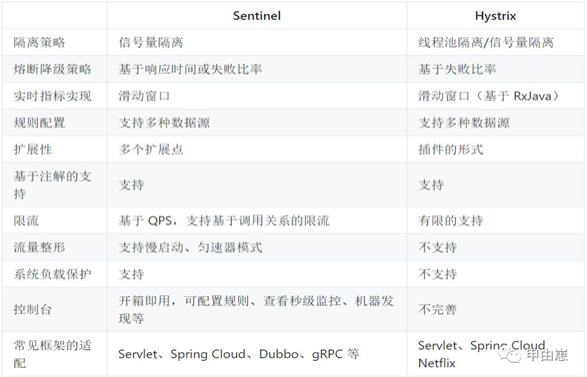 Sentinel Hystrix
隔离策略 信号量隔离 线程池隔离/信号量隔离
熔断降级策略 基于响应时间或失败比率 基于失败比率
实时指标实现 滑动窗口 滑动窗口（基于 RxJava）
规则配置 支持多种数据源 支持多种数据源
扩展性 多个扩展点 插件的形式
基于注解的支
持
支持 支持
限流 基于 QPS，支持基于调用关系的限流 有限的支持
流量整形 支持慢启动、匀速器模式 不支持
系统负载保护 支持 不支持
控制台
开箱即用，可配置规则、查看秒级监控、机器发
现等
不完善
常见框架的适
配
Servlet、Spring Cloud、Dubbo、gRPC 等
Servlet、Spring Cloud、
Netflix
甲由崽